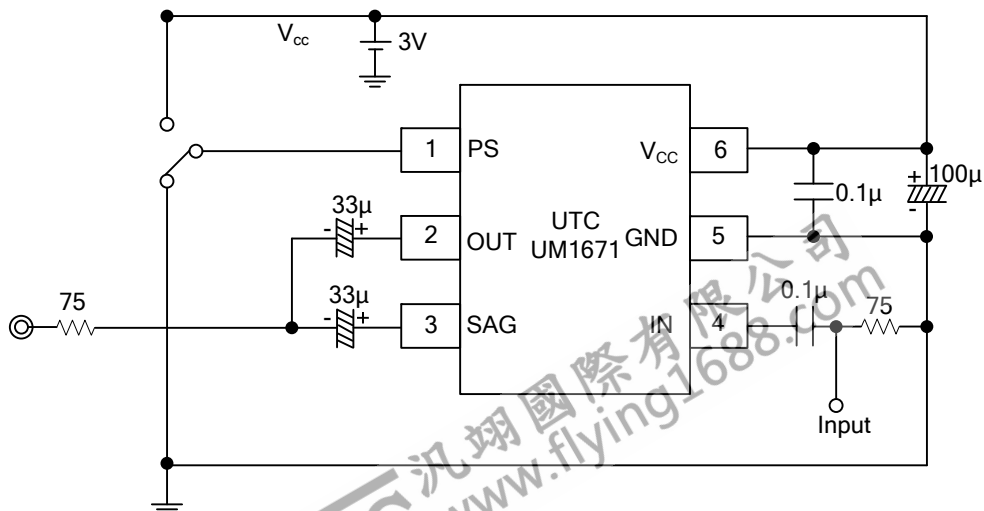 Vcc
3V
1
PS
Vcc
6
100µ
+
-
0.1µ
33µ
- +
2
OUT
UTC
UM1671
GND
5
33µ
- +
3
SAG
IN
4
0.1µ
75
75
Input
汎翊國際有限公司
www.flying1688.com